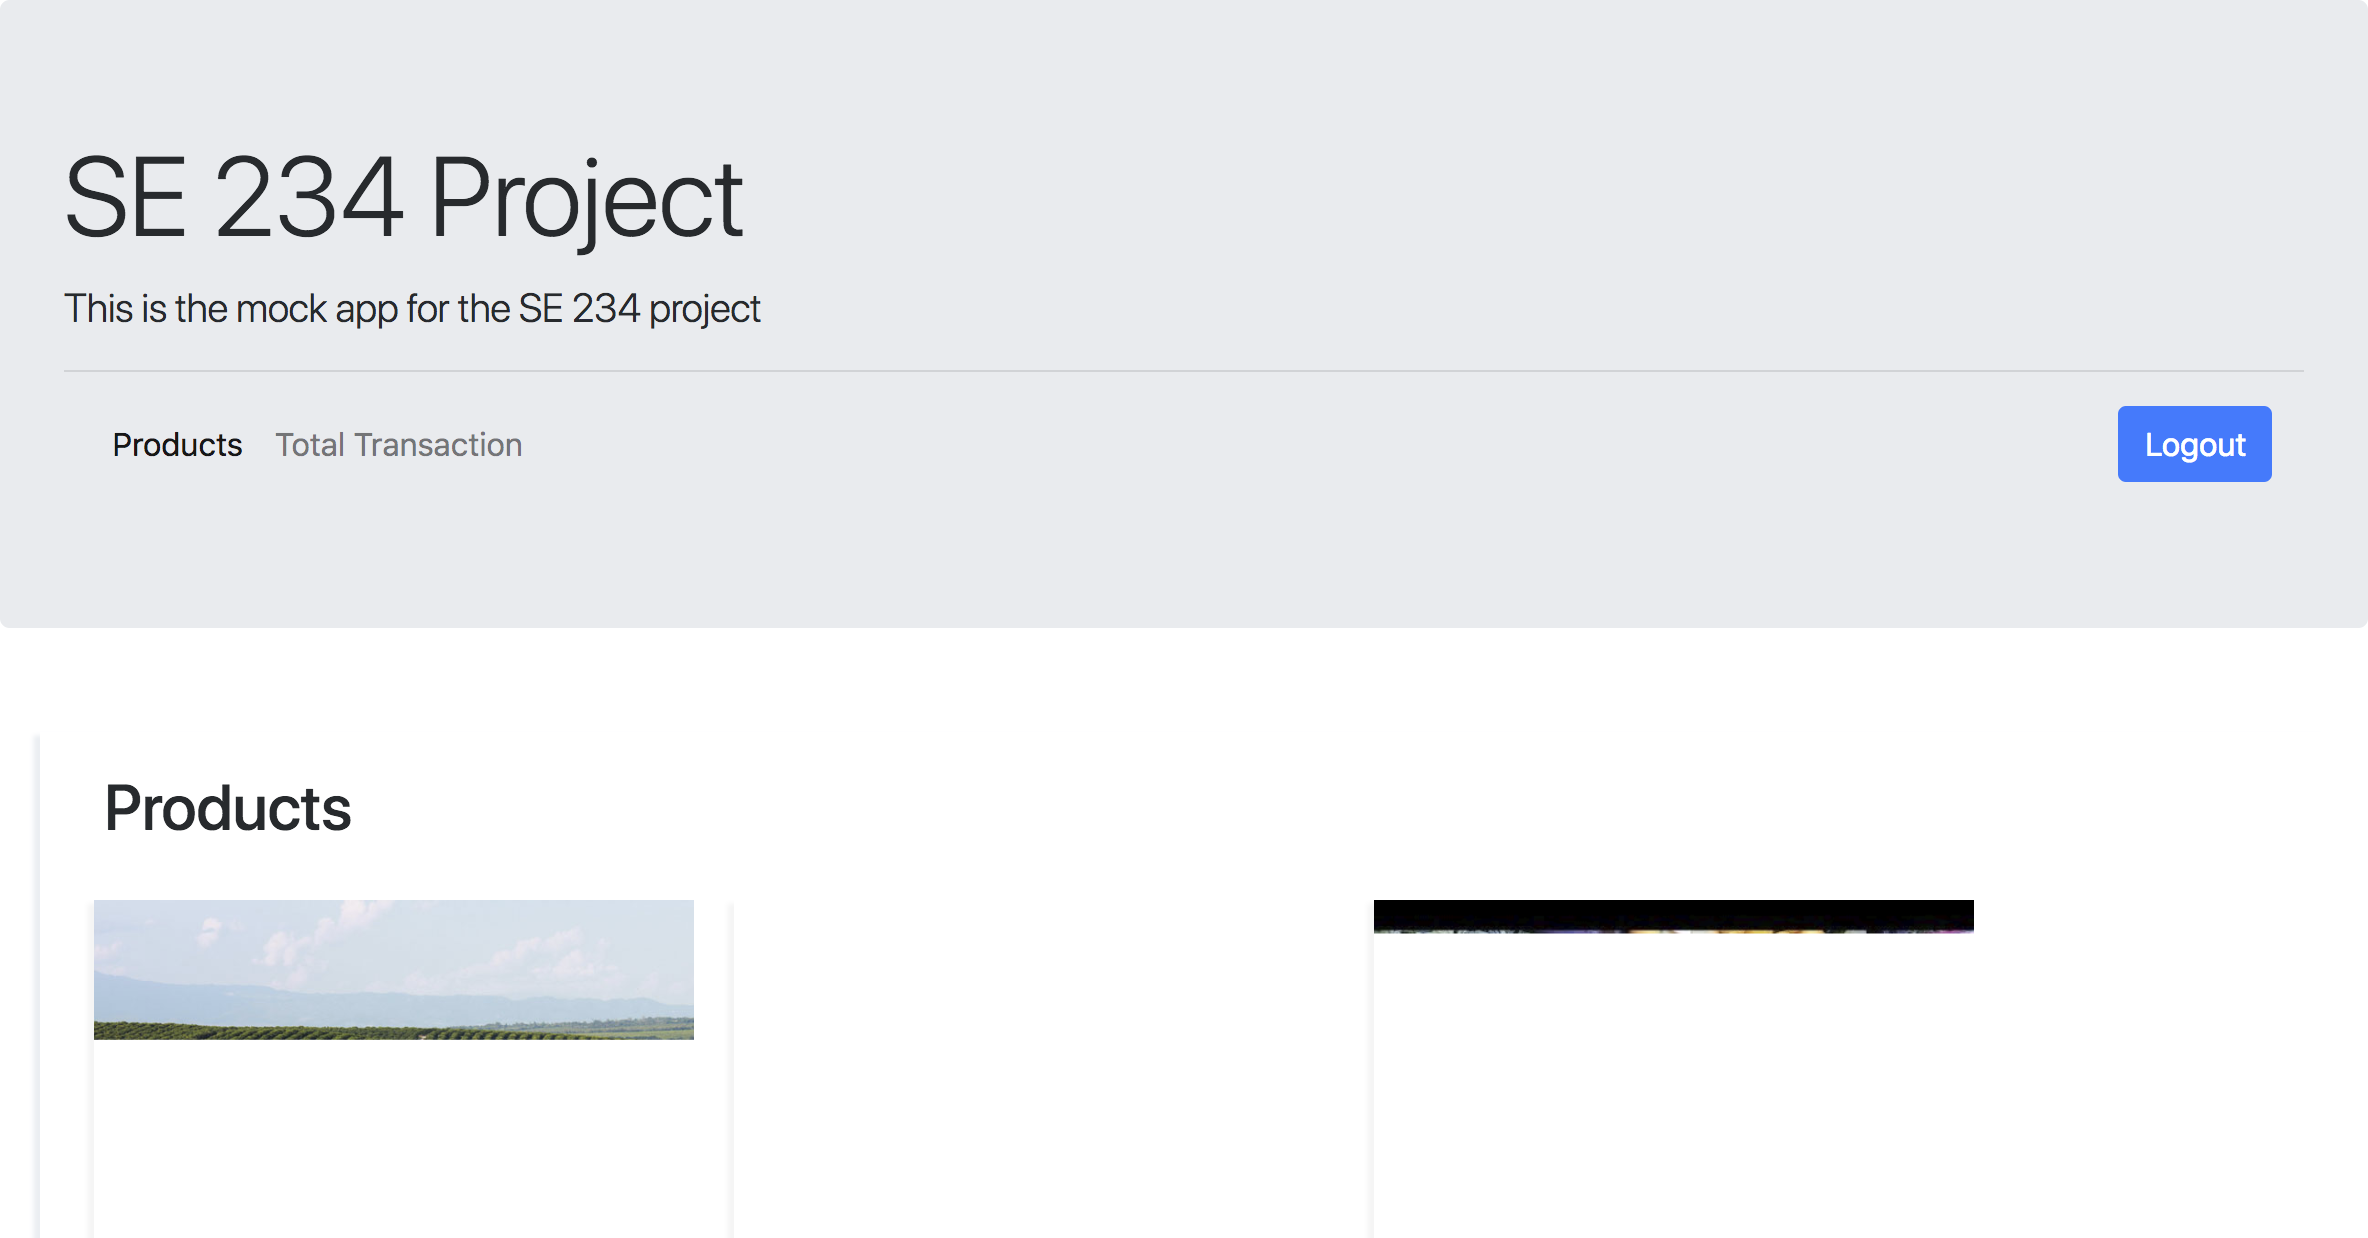 SE 234 Project
This is the mock app for the SE 234 project
Products Total Transaction Logout
Products